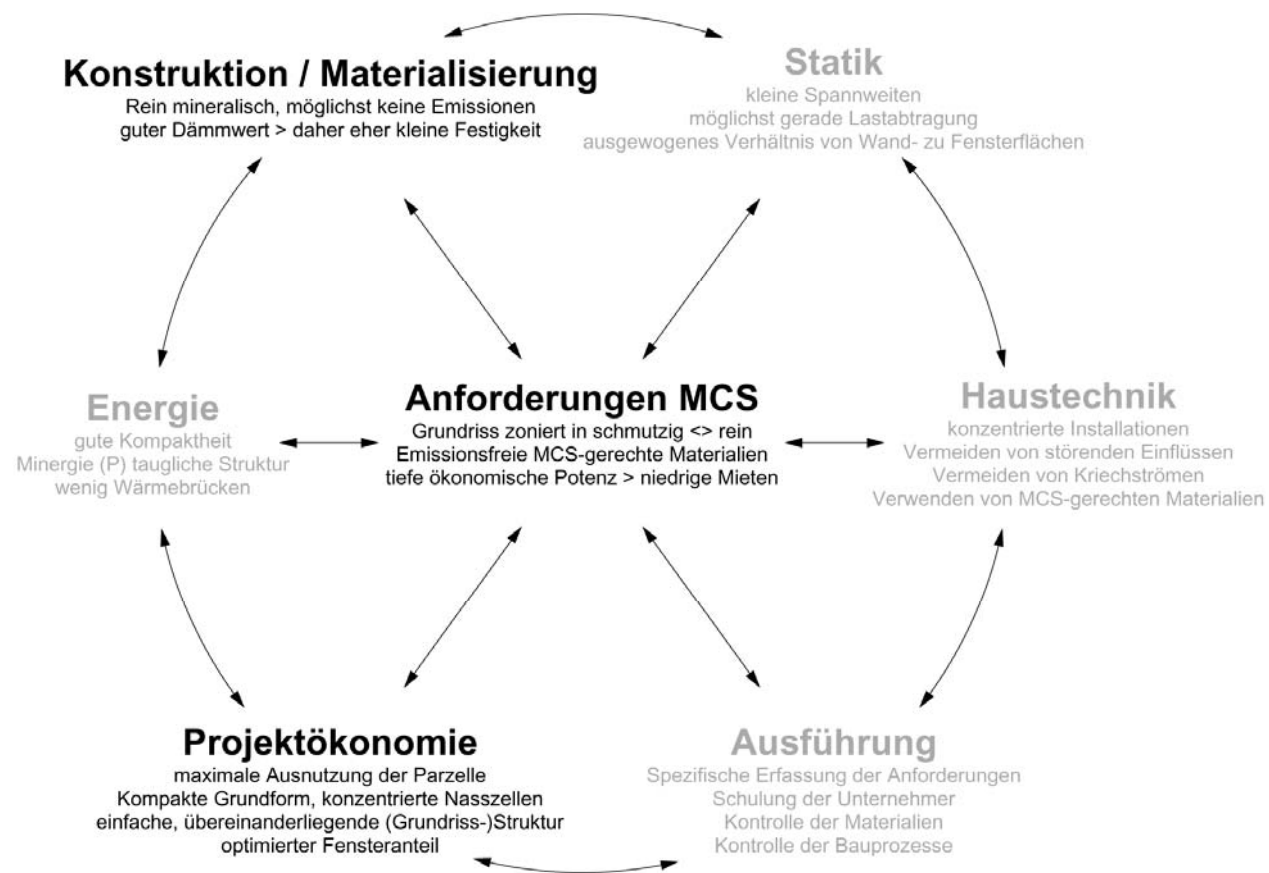 Konstruktion / Materialisierung
Rein mineralisch, möglichst keine Emissionen
guter Dämmwert > daher eher kleine Festigkeit
Statik
kleine Spannweiten
möglichst gerade Lastabtragung
ausgewogenes Verhältnis von Wand- zu Fensterflächen
Energie
gute Kompaktheit
Minergie (P) taugliche Struktur
wenig Wärmebrücken
Anforderungen MCS
Grundriss zoniert in schmutzig <> rein
Emissionsfreie MCS-gerechte Materialien
tiefe ökonomische Potenz > niedrige Mieten
Haustechnik
konzentrierte Installationen
Vermeiden von störenden Einflüssen
Vermeiden von Kriechströmen
Verwenden von MCS-gerechten Materialien
Projektökonomie
maximale Ausnutzung der Parzelle
Kompakte Grundform, konzentrierte Nasszellen
einfache, übereinanderliegende (Grundriss-)Struktur
optimierter Fensteranteil
Ausführung
Spezifische Erfassung der Anforderungen
Schulung der Unternehmer
Kontrolle der Materialien
Kontrolle der Bauprozesse